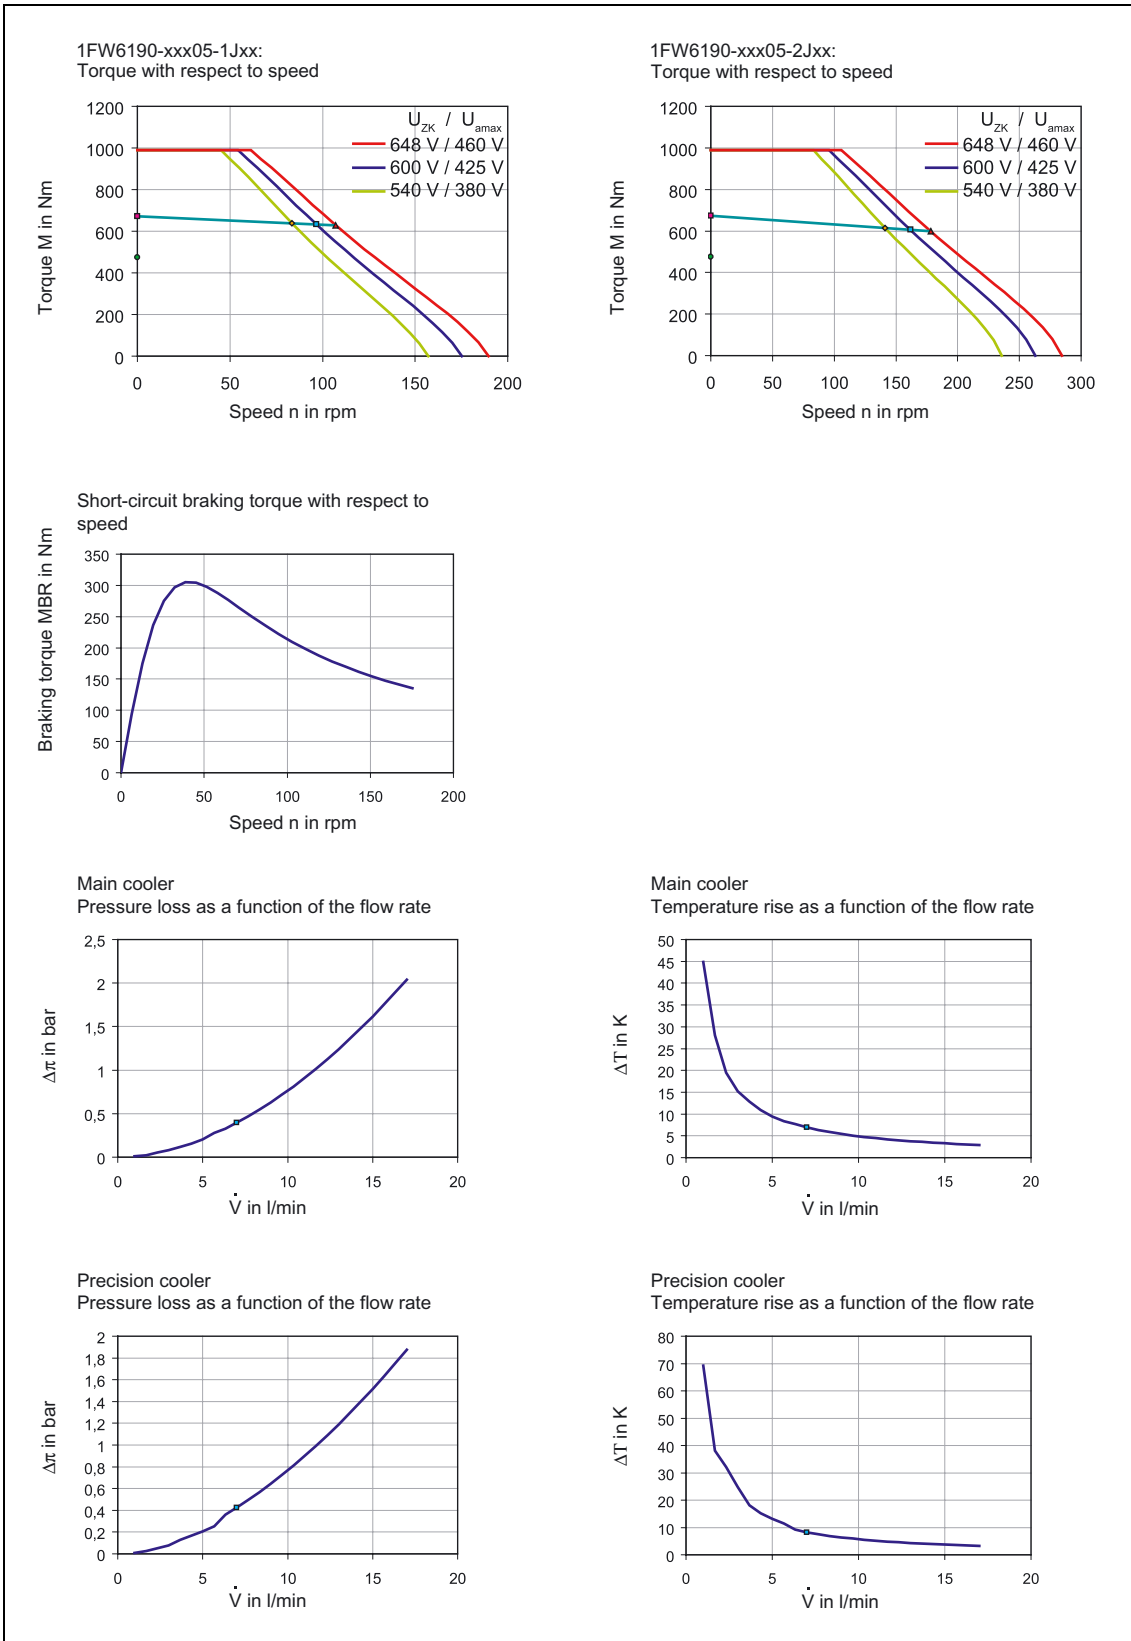 1FW6190-xxx05-1Jxx:
Torque with respect to speed
Torque M in Nm
1200
1000
800
600
400
200
0
U_ZK / U_amax
648 V / 460 V
600 V / 425 V
540 V / 380 V
0 50 100 150 200
Speed n in rpm
1FW6190-xxx05-2Jxx:
Torque with respect to speed
Torque M in Nm
1200
1000
800
600
400
200
0
U_ZK / U_amax
648 V / 460 V
600 V / 425 V
540 V / 380 V
0 50 100 150 200 250 300
Speed n in rpm
Short-circuit braking torque with respect to
speed
Braking torque MBR in Nm
350
300
250
200
150
100
50
0
0 50 100 150 200
Speed n in rpm
Main cooler
Pressure loss as a function of the flow rate
Δπ in bar
2,5
2
1,5
1
0,5
0
0 5 10 15 20
V̇ in l/min
Main cooler
Temperature rise as a function of the flow rate
ΔT in K
50
45
40
35
30
25
20
15
10
5
0
0 5 10 15 20
V̇ in l/min
Precision cooler
Pressure loss as a function of the flow rate
Δπ in bar
2
1,8
1,6
1,4
1,2
1
0,8
0,6
0,4
0,2
0
0 5 10 15 20
V̇ in l/min
Precision cooler
Temperature rise as a function of the flow rate
ΔT in K
80
70
60
50
40
30
20
10
0
0 5 10 15 20
V̇ in l/min